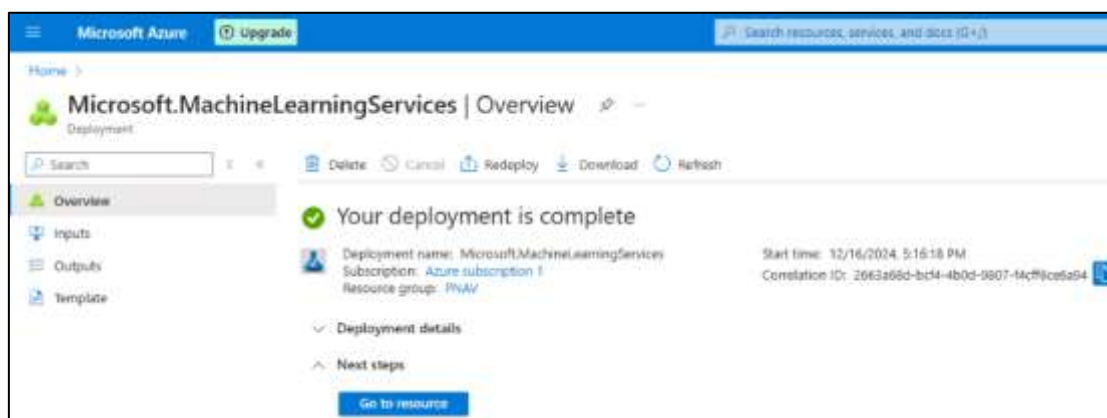 Microsoft Azure
Upgrade
Search resources, services, and docs (G+/)
Home >
Microsoft.MachineLearningServices | Overview
Deployment
Search
Delete Cancel Redeploy Download Refresh
Overview
Inputs
Outputs
Template
Your deployment is complete
Deployment name: Microsoft.MachineLearningServices
Subscription: Azure subscription 1
Resource group: PNAV
Start time: 12/16/2024, 5:16:18 PM
Correlation ID:
Deployment details
Next steps
Go to resource